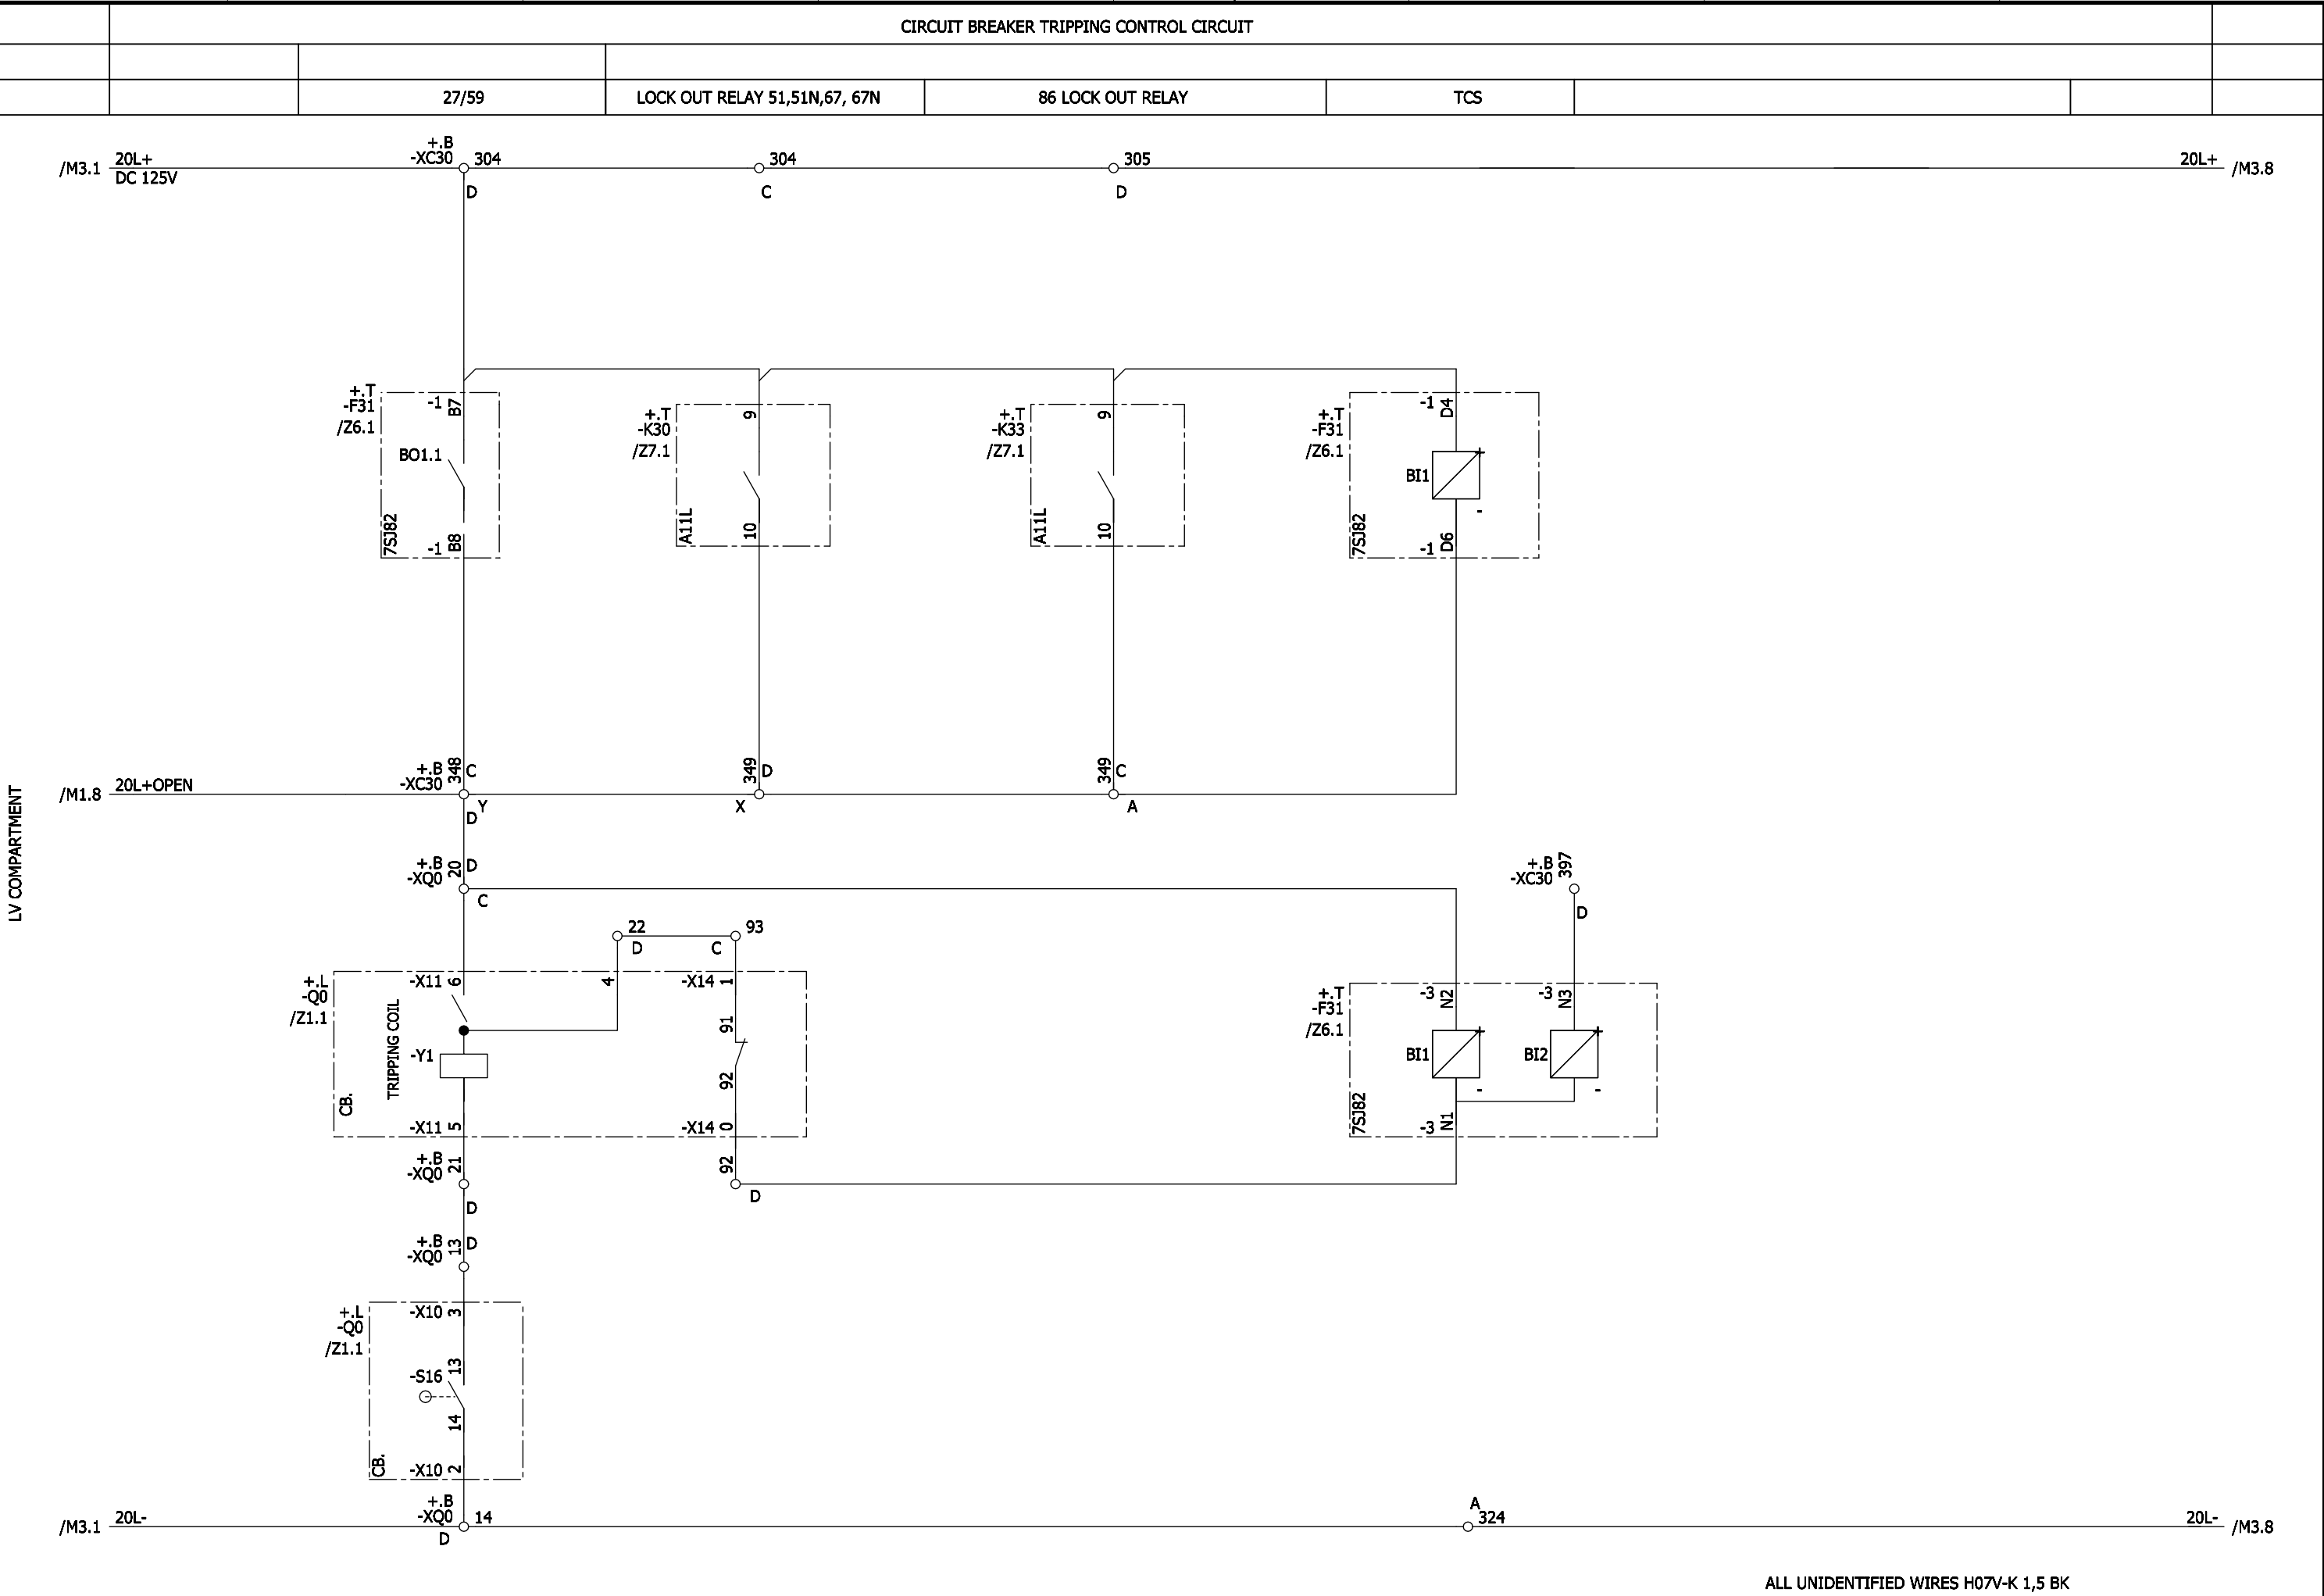 CIRCUIT BREAKER TRIPPING CONTROL CIRCUIT
27/59
LOCK OUT RELAY 51,51N,67, 67N
86 LOCK OUT RELAY
TCS
/M3.1
20L+
DC 125V
+.B
-XC30
304
D
304
C
305
D
20L+
/M3.8
+.T
-F31
/Z6.1
-1
B7
BO1.1
7SJ82
-1
B8
+.T
-K30
/Z7.1
9
A11L
10
+.T
-K33
/Z7.1
9
A11L
10
+.T
-F31
/Z6.1
-1
D4
BI1
+
-
7SJ82
-1
D6
LV COMPARTMENT
/M1.8
20L+OPEN
+.B
-XC30
348
C
Y
D
349
D
X
349
C
A
+.B
-XQ0
20
D
C
+.B
-XC30
397
D
22
D
93
C
+.L
-Q0
/Z1.1
-X11
6
4
-X14
1
TRIPPING COIL
-Y1
91
92
CB.
-X11
5
-X14
0
+.T
-F31
/Z6.1
-3
N2
-3
N3
BI1
+
-
BI2
+
-
7SJ82
-3
N1
+.B
-XQ0
21
D
92
D
+.B
-XQ0
13
D
+.L
-Q0
/Z1.1
-X10
3
-S16
13
14
CB.
-X10
2
/M3.1
20L-
+.B
-XQ0
14
D
A
324
20L-
/M3.8
ALL UNIDENTIFIED WIRES H07V-K 1,5 BK